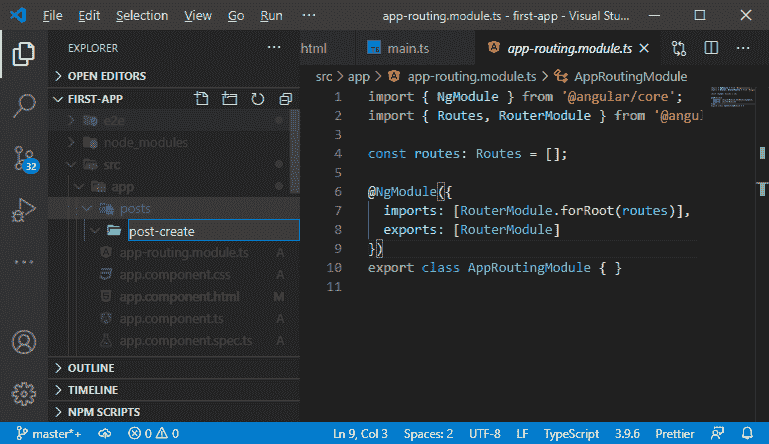 File Edit Selection View Go Run ··· app-routing.module.ts - first-app - Visual Stu...
EXPLORER ···
html main.ts app-routing.module.ts
OPEN EDITORS
FIRST-APP
e2e
node_modules
src
app
posts
post-create
app-routing.module.ts A
app.component.css A
app.component.html M
app.component.ts A
app.component.spec.ts A
OUTLINE
TIMELINE
NPM SCRIPTS
32
src > app > app-routing.module.ts > AppRoutingModule
1 import { NgModule } from '@angular/core';
2 import { Routes, RouterModule } from '@angu
3
4 const routes: Routes = [];
5
6 @NgModule({
7 imports: [RouterModule.forRoot(routes)],
8 exports: [RouterModule]
9 })
10 export class AppRoutingModule { }
11
master*+ 0 0 Ln 9, Col 3 Spaces: 2 UTF-8 LF TypeScript 3.9.6 Prettier